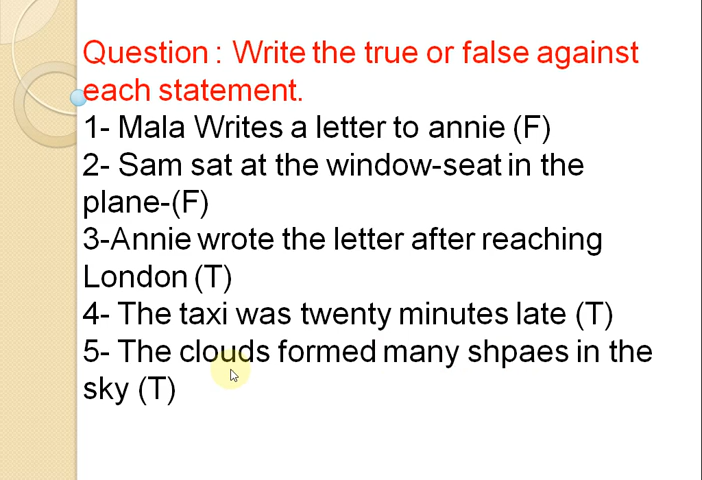 Question : Write the true or false against
each statement.
1- Mala Writes a letter to annie (F)
2- Sam sat at the window-seat in the
plane-(F)
3-Annie wrote the letter after reaching
London (T)
4- The taxi was twenty minutes late (T)
5- The clouds formed many shpaes in the
sky (T)